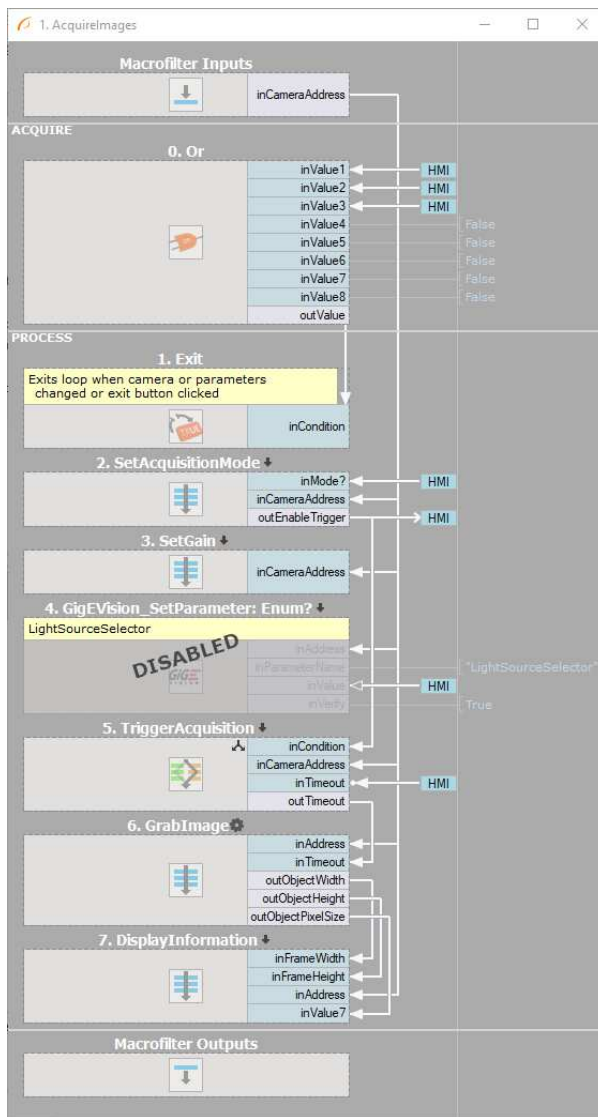 1. AcquireImages
Macrofilter Inputs
inCameraAddress
ACQUIRE
0. Or
inValue1 HMI
inValue2 HMI
inValue3 HMI
inValue4 False
inValue5 False
inValue6 False
inValue7 False
inValue8 False
outValue
PROCESS
1. Exit
Exits loop when camera or parameters
changed or exit button clicked
inCondition
2. SetAcquisitionMode
inMode? HMI
inCameraAddress
outEnableTrigger HMI
3. SetGain
inCameraAddress
4. GigEVision_SetParameter: Enum?
LightSourceSelector
DISABLED
GIGE
VISION
inAddress
inParameterName "LightSourceSelector"
inValue HMI
inVerify True
5. TriggerAcquisition
inCondition
inCameraAddress
inTimeout HMI
outTimeout
6. GrabImage
inAddress
inTimeout
outObjectWidth
outObjectHeight
outObjectPixelSize
7. DisplayInformation
inFrameWidth
inFrameHeight
inAddress
inValue7
Macrofilter Outputs